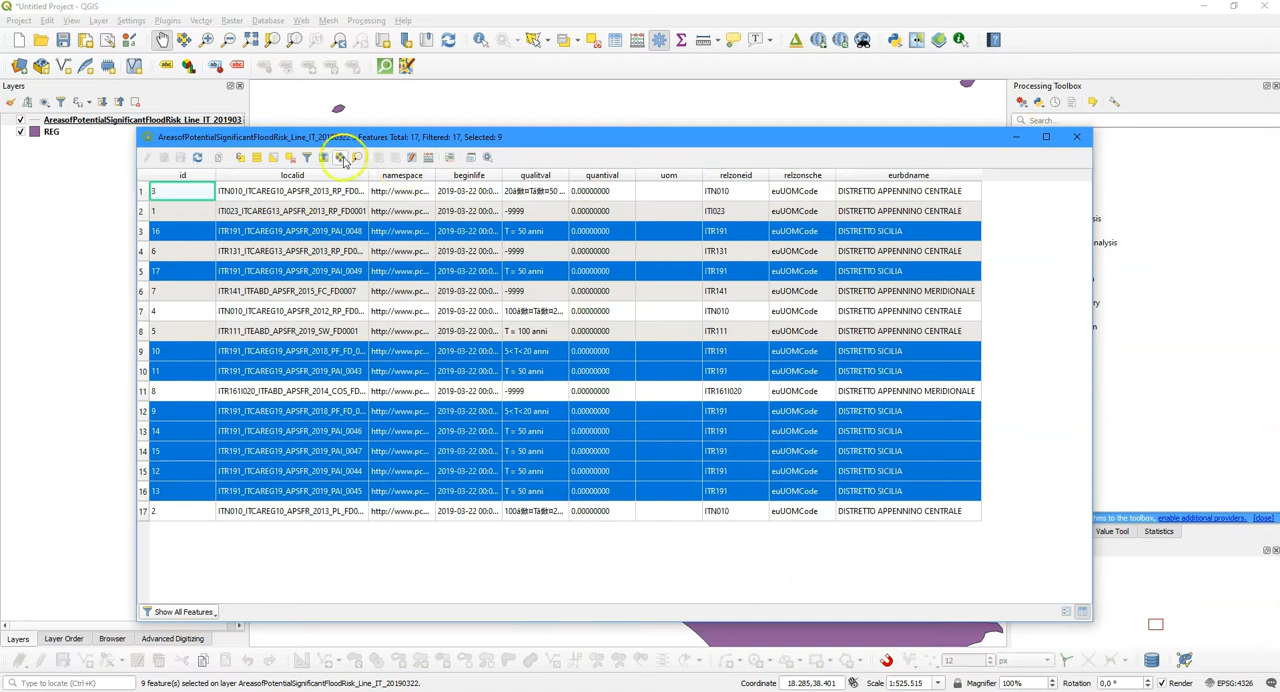 *Untitled Project - QGIS
Project Edit View Layer Settings Plugins Vector Raster Database Web Mesh Processing Help
Layers
AreasofPotentialSignificantFloodRisk_Line_IT_201903
REG
Processing Toolbox
Search...
AreasofPotentialSignificantFloodRisk_Line_IT_20190322 Features Total: 17, Filtered: 17, Selected: 9
id localid namespace beginlife qualitval quantival uom relzoneid relzonsche eurbdname
1 3 ITN010_ITCAREG10_APSFR_2013_RP_FD0... http://www.pc... 2019-03-22 00:0... 0.00000000 ITN010 euUOMCode DISTRETTO APPENNINO CENTRALE
2 1 ITI023_ITCAREG13_APSFR_2013_RP_FD0001 http://www.pc... 2019-03-22 00:0... -9999 0.00000000 ITI023 euUOMCode DISTRETTO APPENNINO CENTRALE
3 16 ITR191_ITCAREG19_APSFR_2019_PAI_0048 http://www.pc... 2019-03-22 00:0... T = 50 anni 0.00000000 ITR191 euUOMCode DISTRETTO SICILIA
4 6 ITR131_ITCAREG13_APSFR_2013_RP_FD0... http://www.pc... 2019-03-22 00:0... -9999 0.00000000 ITR131 euUOMCode DISTRETTO APPENNINO CENTRALE
5 17 ITR191_ITCAREG19_APSFR_2019_PAI_0049 http://www.pc... 2019-03-22 00:0... T = 50 anni 0.00000000 ITR191 euUOMCode DISTRETTO SICILIA
6 7 ITR141_ITFABD_APSFR_2015_FC_FD0007 http://www.pc... 2019-03-22 00:0... -9999 0.00000000 ITR141 euUOMCode DISTRETTO APPENNINO MERIDIONALE
7 4 ITN010_ITCAREG10_APSFR_2012_RP_FD0... http://www.pc... 2019-03-22 00:0... 0.00000000 ITN010 euUOMCode DISTRETTO APPENNINO CENTRALE
8 5 ITR111_ITEABD_APSFR_2019_SW_FD0001 http://www.pc... 2019-03-22 00:0... T = 100 anni 0.00000000 ITR111 euUOMCode DISTRETTO APPENNINO CENTRALE
9 10 ITR191_ITCAREG19_APSFR_2018_PF_FD_0... http://www.pc... 2019-03-22 00:0... 5<T<20 anni 0.00000000 ITR191 euUOMCode DISTRETTO SICILIA
10 11 ITR191_ITCAREG19_APSFR_2019_PAI_0043 http://www.pc... 2019-03-22 00:0... T = 50 anni 0.00000000 ITR191 euUOMCode DISTRETTO SICILIA
11 8 ITR161I020_ITFABD_APSFR_2014_COS_FD... http://www.pc... 2019-03-22 00:0... -9999 0.00000000 ITR161I020 euUOMCode DISTRETTO APPENNINO MERIDIONALE
12 9 ITR191_ITCAREG19_APSFR_2018_PF_FD_0... http://www.pc... 2019-03-22 00:0... 5<T<20 anni 0.00000000 ITR191 euUOMCode DISTRETTO SICILIA
13 14 ITR191_ITCAREG19_APSFR_2019_PAI_0046 http://www.pc... 2019-03-22 00:0... T = 50 anni 0.00000000 ITR191 euUOMCode DISTRETTO SICILIA
14 15 ITR191_ITCAREG19_APSFR_2019_PAI_0047 http://www.pc... 2019-03-22 00:0... T = 50 anni 0.00000000 ITR191 euUOMCode DISTRETTO SICILIA
15 12 ITR191_ITCAREG19_APSFR_2019_PAI_0044 http://www.pc... 2019-03-22 00:0... T = 50 anni 0.00000000 ITR191 euUOMCode DISTRETTO SICILIA
16 13 ITR191_ITCAREG19_APSFR_2019_PAI_0045 http://www.pc... 2019-03-22 00:0... T = 50 anni 0.00000000 ITR191 euUOMCode DISTRETTO SICILIA
17 2 ITN010_ITCAREG10_APSFR_2013_PL_FD0... http://www.pc... 2019-03-22 00:0... 0.00000000 ITN010 euUOMCode DISTRETTO APPENNINO CENTRALE
Show All Features
alysis
hms to the toolbox, enable additional providers. [close]
Value Tool Statistics
Layers Layer Order Browser Advanced Digitizing
12 px
Type to locate (Ctrl+K) 9 feature(s) selected on layer AreasofPotentialSignificantFloodRisk_Line_IT_20190322. Coordinate 18.285,38.401 Scale 1:525.515 Magnifier 100% Rotation 0,0 ° Render EPSG:4326